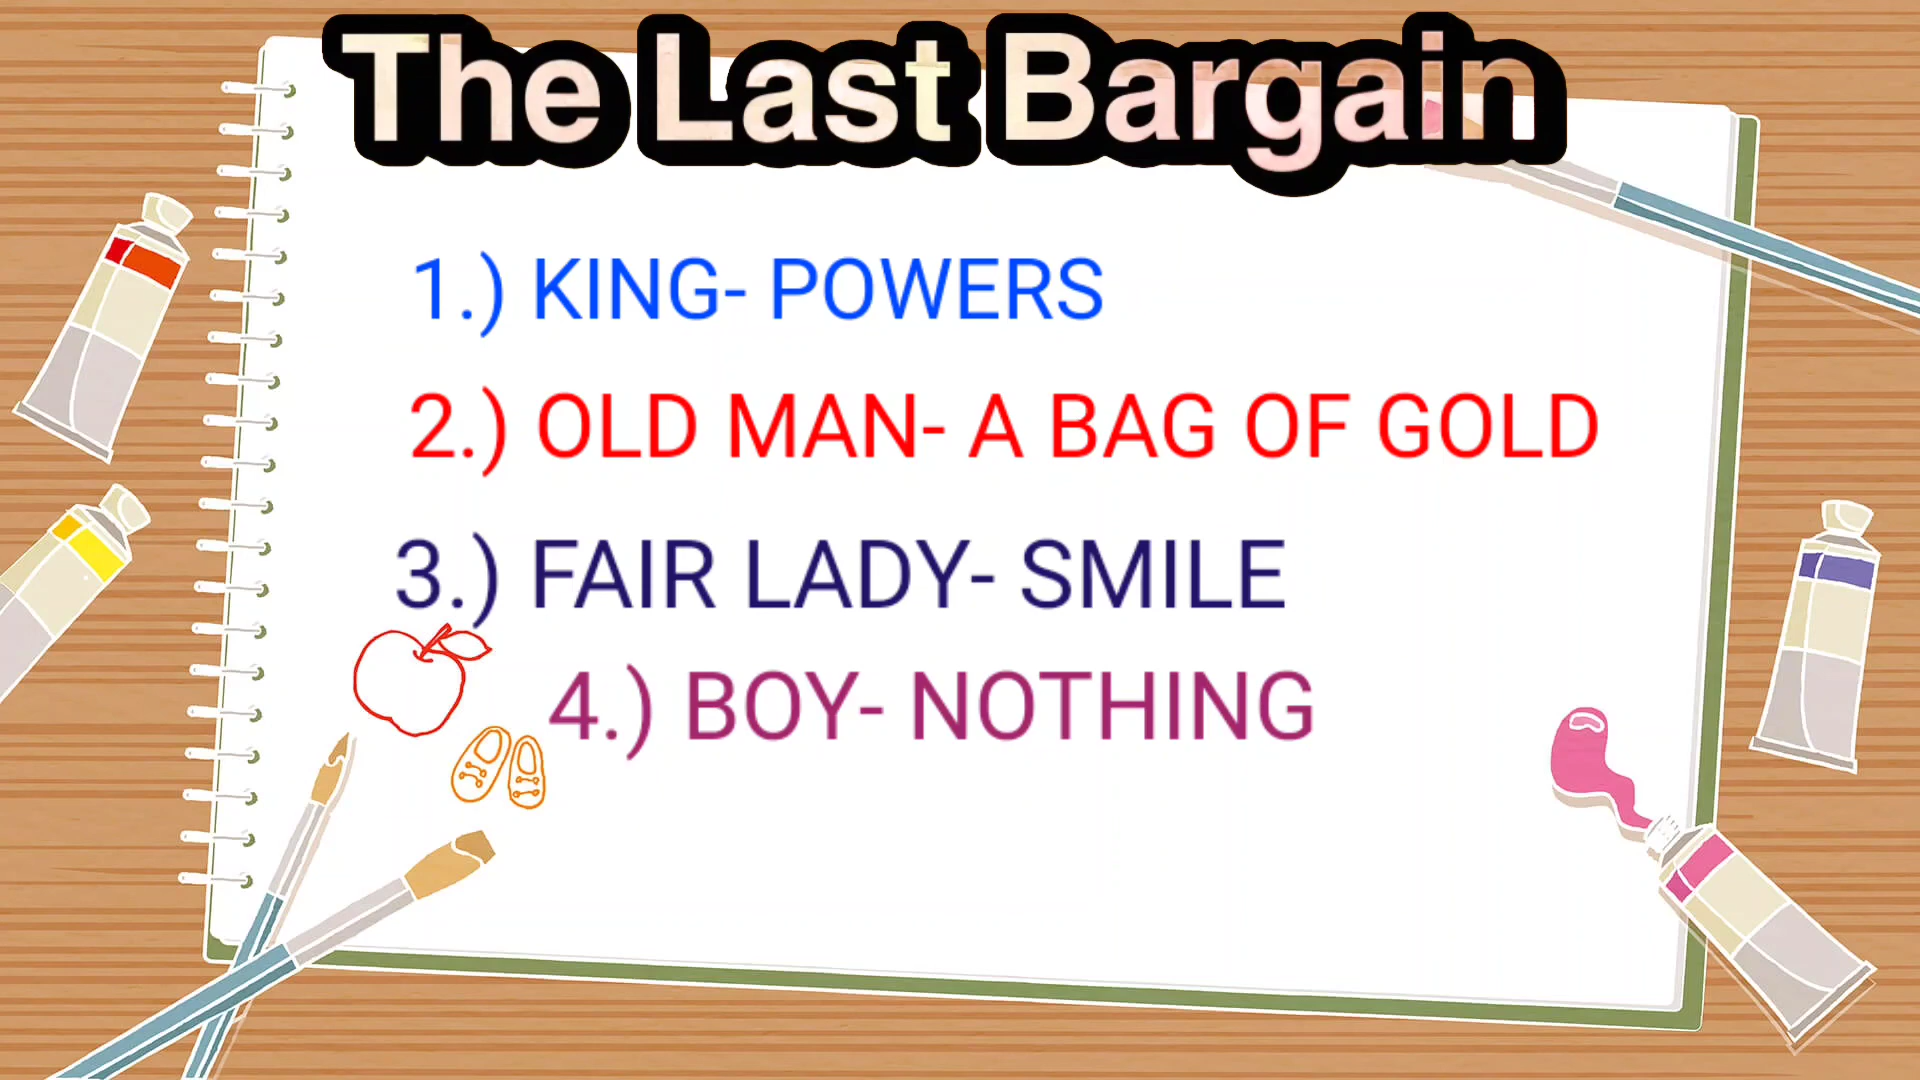 The Last Bargain
1.) KING- POWERS
2.) OLD MAN- A BAG OF GOLD
3.) FAIR LADY- SMILE
4.) BOY- NOTHING